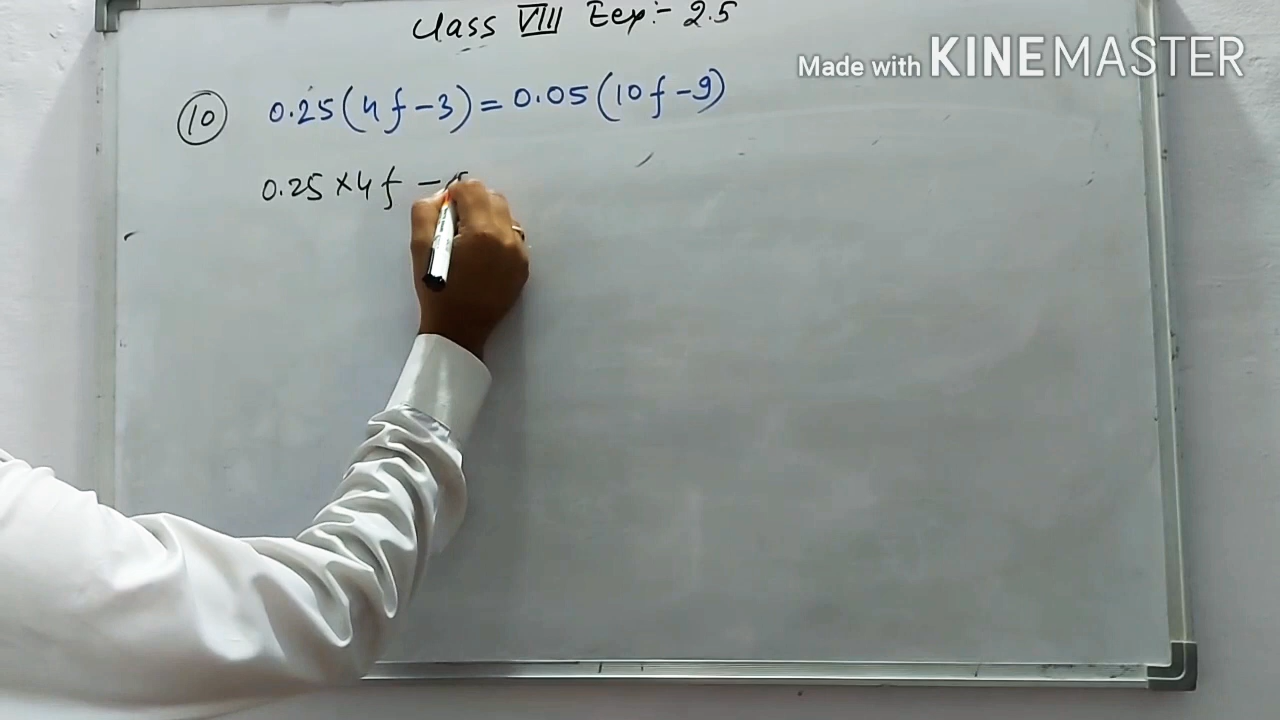 Class VIII Eex:- 2.5
Made with KINEMASTER
10 0.25(4f-3)=0.05(10f-9)
0.25×4f -